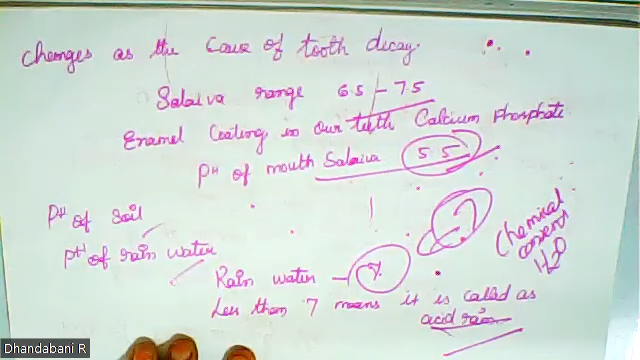 Changes as the cause of tooth decay.
Salaiva range 6.5 - 7.5
Enamel Coating in our teeth Calcium phosphate
PH of mouth Salaiva 5.5
PH of Soil
PH of rain water
Rain water - 7
Chemical
H2O
Less then 7 means it is called as
acid rain
Dhandabani R